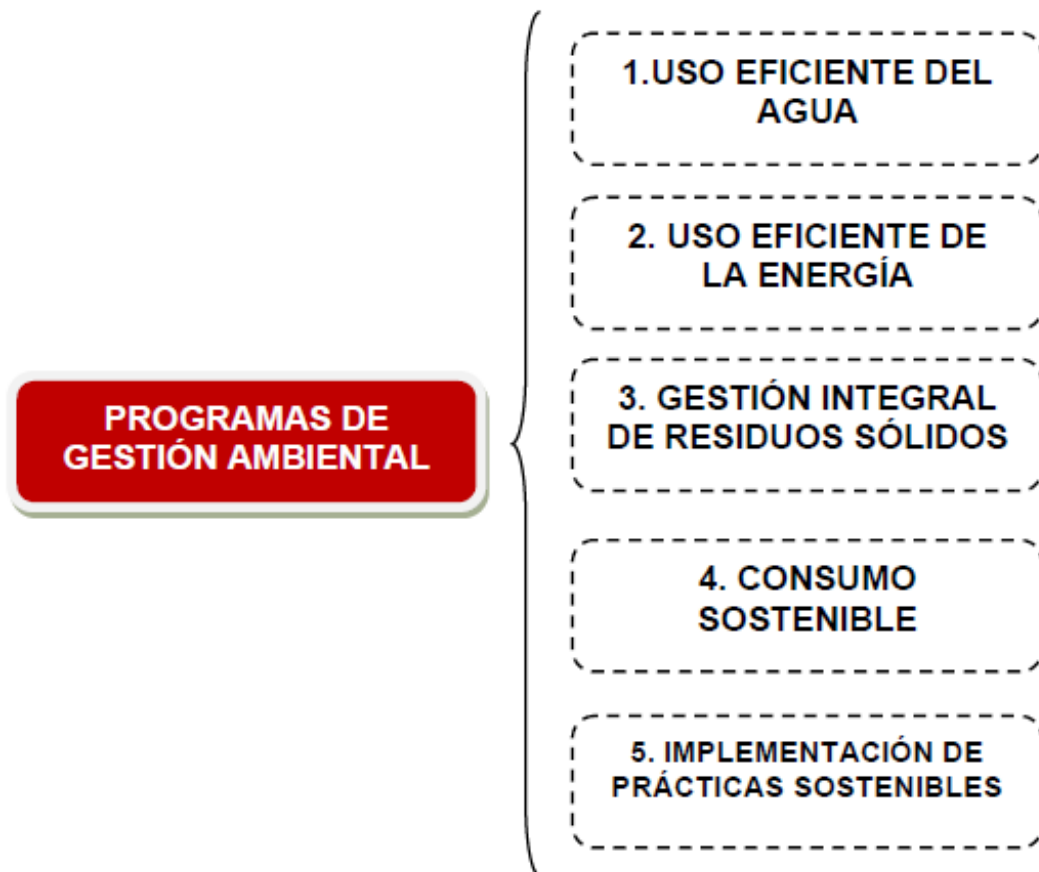 PROGRAMAS DE
GESTIÓN AMBIENTAL
1.USO EFICIENTE DEL
AGUA
2. USO EFICIENTE DE
LA ENERGÍA
3. GESTIÓN INTEGRAL
DE RESIDUOS SÓLIDOS
4. CONSUMO
SOSTENIBLE
5. IMPLEMENTACIÓN DE
PRÁCTICAS SOSTENIBLES